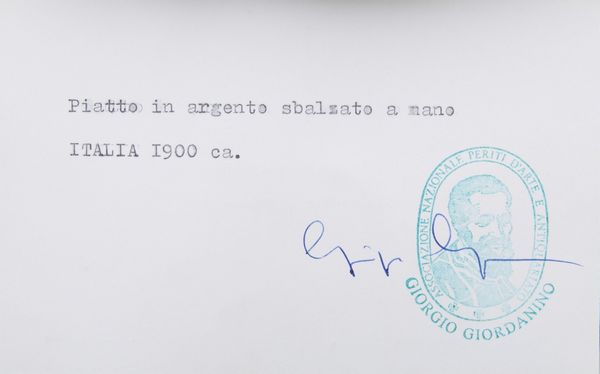 Piatto in argento sbalzato a mano
ITALIA I900 ca.
ASSOCIAZIONE NAZIONALE PERITI D'ARTE E ANTIQUARIATO
GIORGIO GIORDANINO